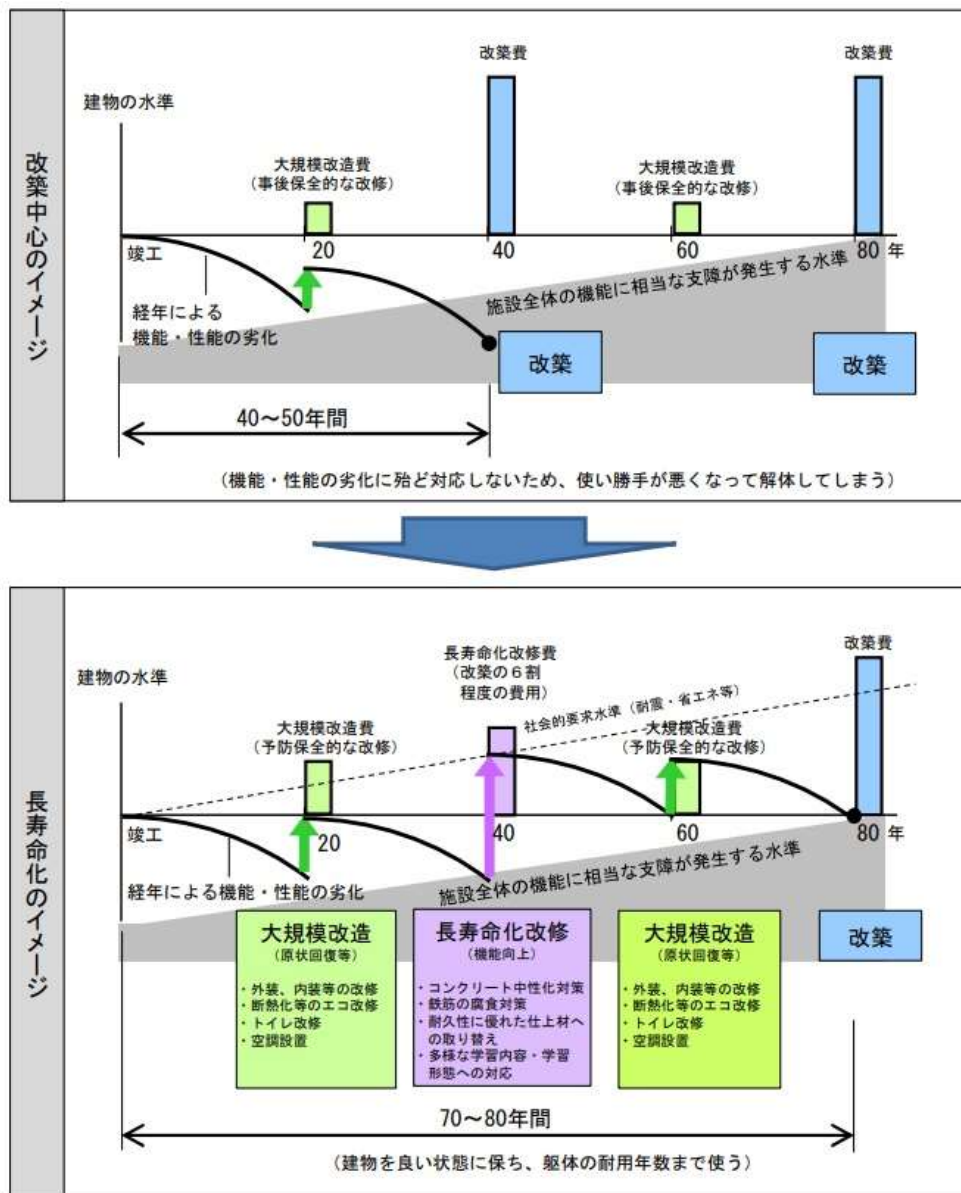 改築中心のイメージ
改築費
改築費
建物の水準
大規模改造費
（事後保全的な改修）
大規模改造費
（事後保全的な改修）
竣工
20
40
60
80 年
経年による
機能・性能の劣化
施設全体の機能に相当な支障が発生する水準
改築
改築
40～50年間
（機能・性能の劣化に殆ど対応しないため、使い勝手が悪くなって解体してしまう）
長寿命化のイメージ
改築費
長寿命化改修費
（改築の６割
程度の費用）
建物の水準
社会的要求水準（耐震・省エネ等）
大規模改造費
（予防保全的な改修）
大規模改造費
（予防保全的な改修）
竣工
20
40
60
80 年
経年による機能・性能の劣化
施設全体の機能に相当な支障が発生する水準
大規模改造
（原状回復等）
・外装、内装等の改修
・断熱化等のエコ改修
・トイレ改修
・空調設置
長寿命化改修
（機能向上）
・コンクリート中性化対策
・鉄筋の腐食対策
・耐久性に優れた仕上材へ
の取り替え
・多様な学習内容・学習
形態への対応
大規模改造
（原状回復等）
・外装、内装等の改修
・断熱化等のエコ改修
・トイレ改修
・空調設置
改築
70～80年間
（建物を良い状態に保ち、躯体の耐用年数まで使う）